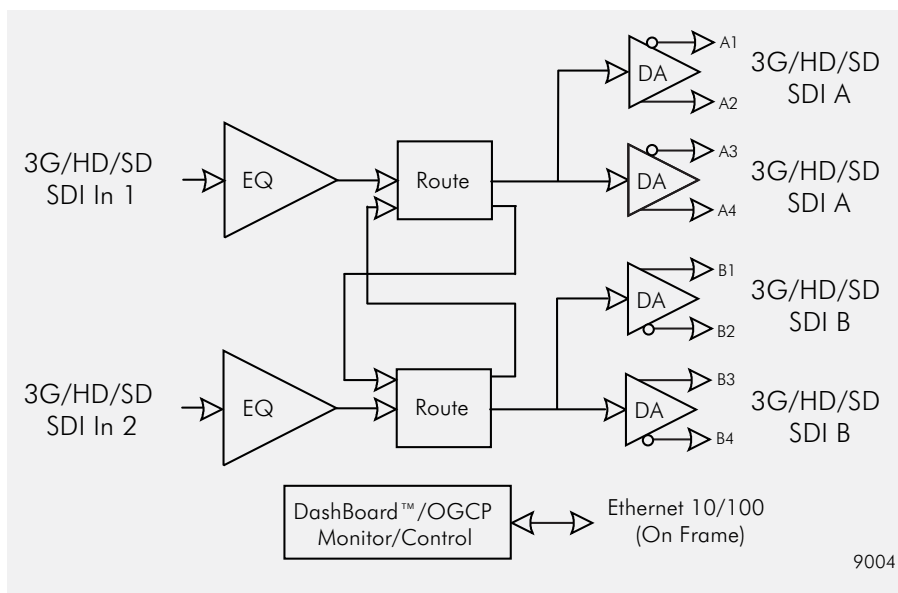 A1
DA
A2
3G/HD/SD
SDI A
3G/HD/SD
SDI In 1
EQ
Route
A3
DA
A4
3G/HD/SD
SDI A
B1
DA
B2
3G/HD/SD
SDI B
3G/HD/SD
SDI In 2
EQ
Route
B3
DA
B4
3G/HD/SD
SDI B
DashBoard™/OGCP
Monitor/Control
Ethernet 10/100
(On Frame)
9004